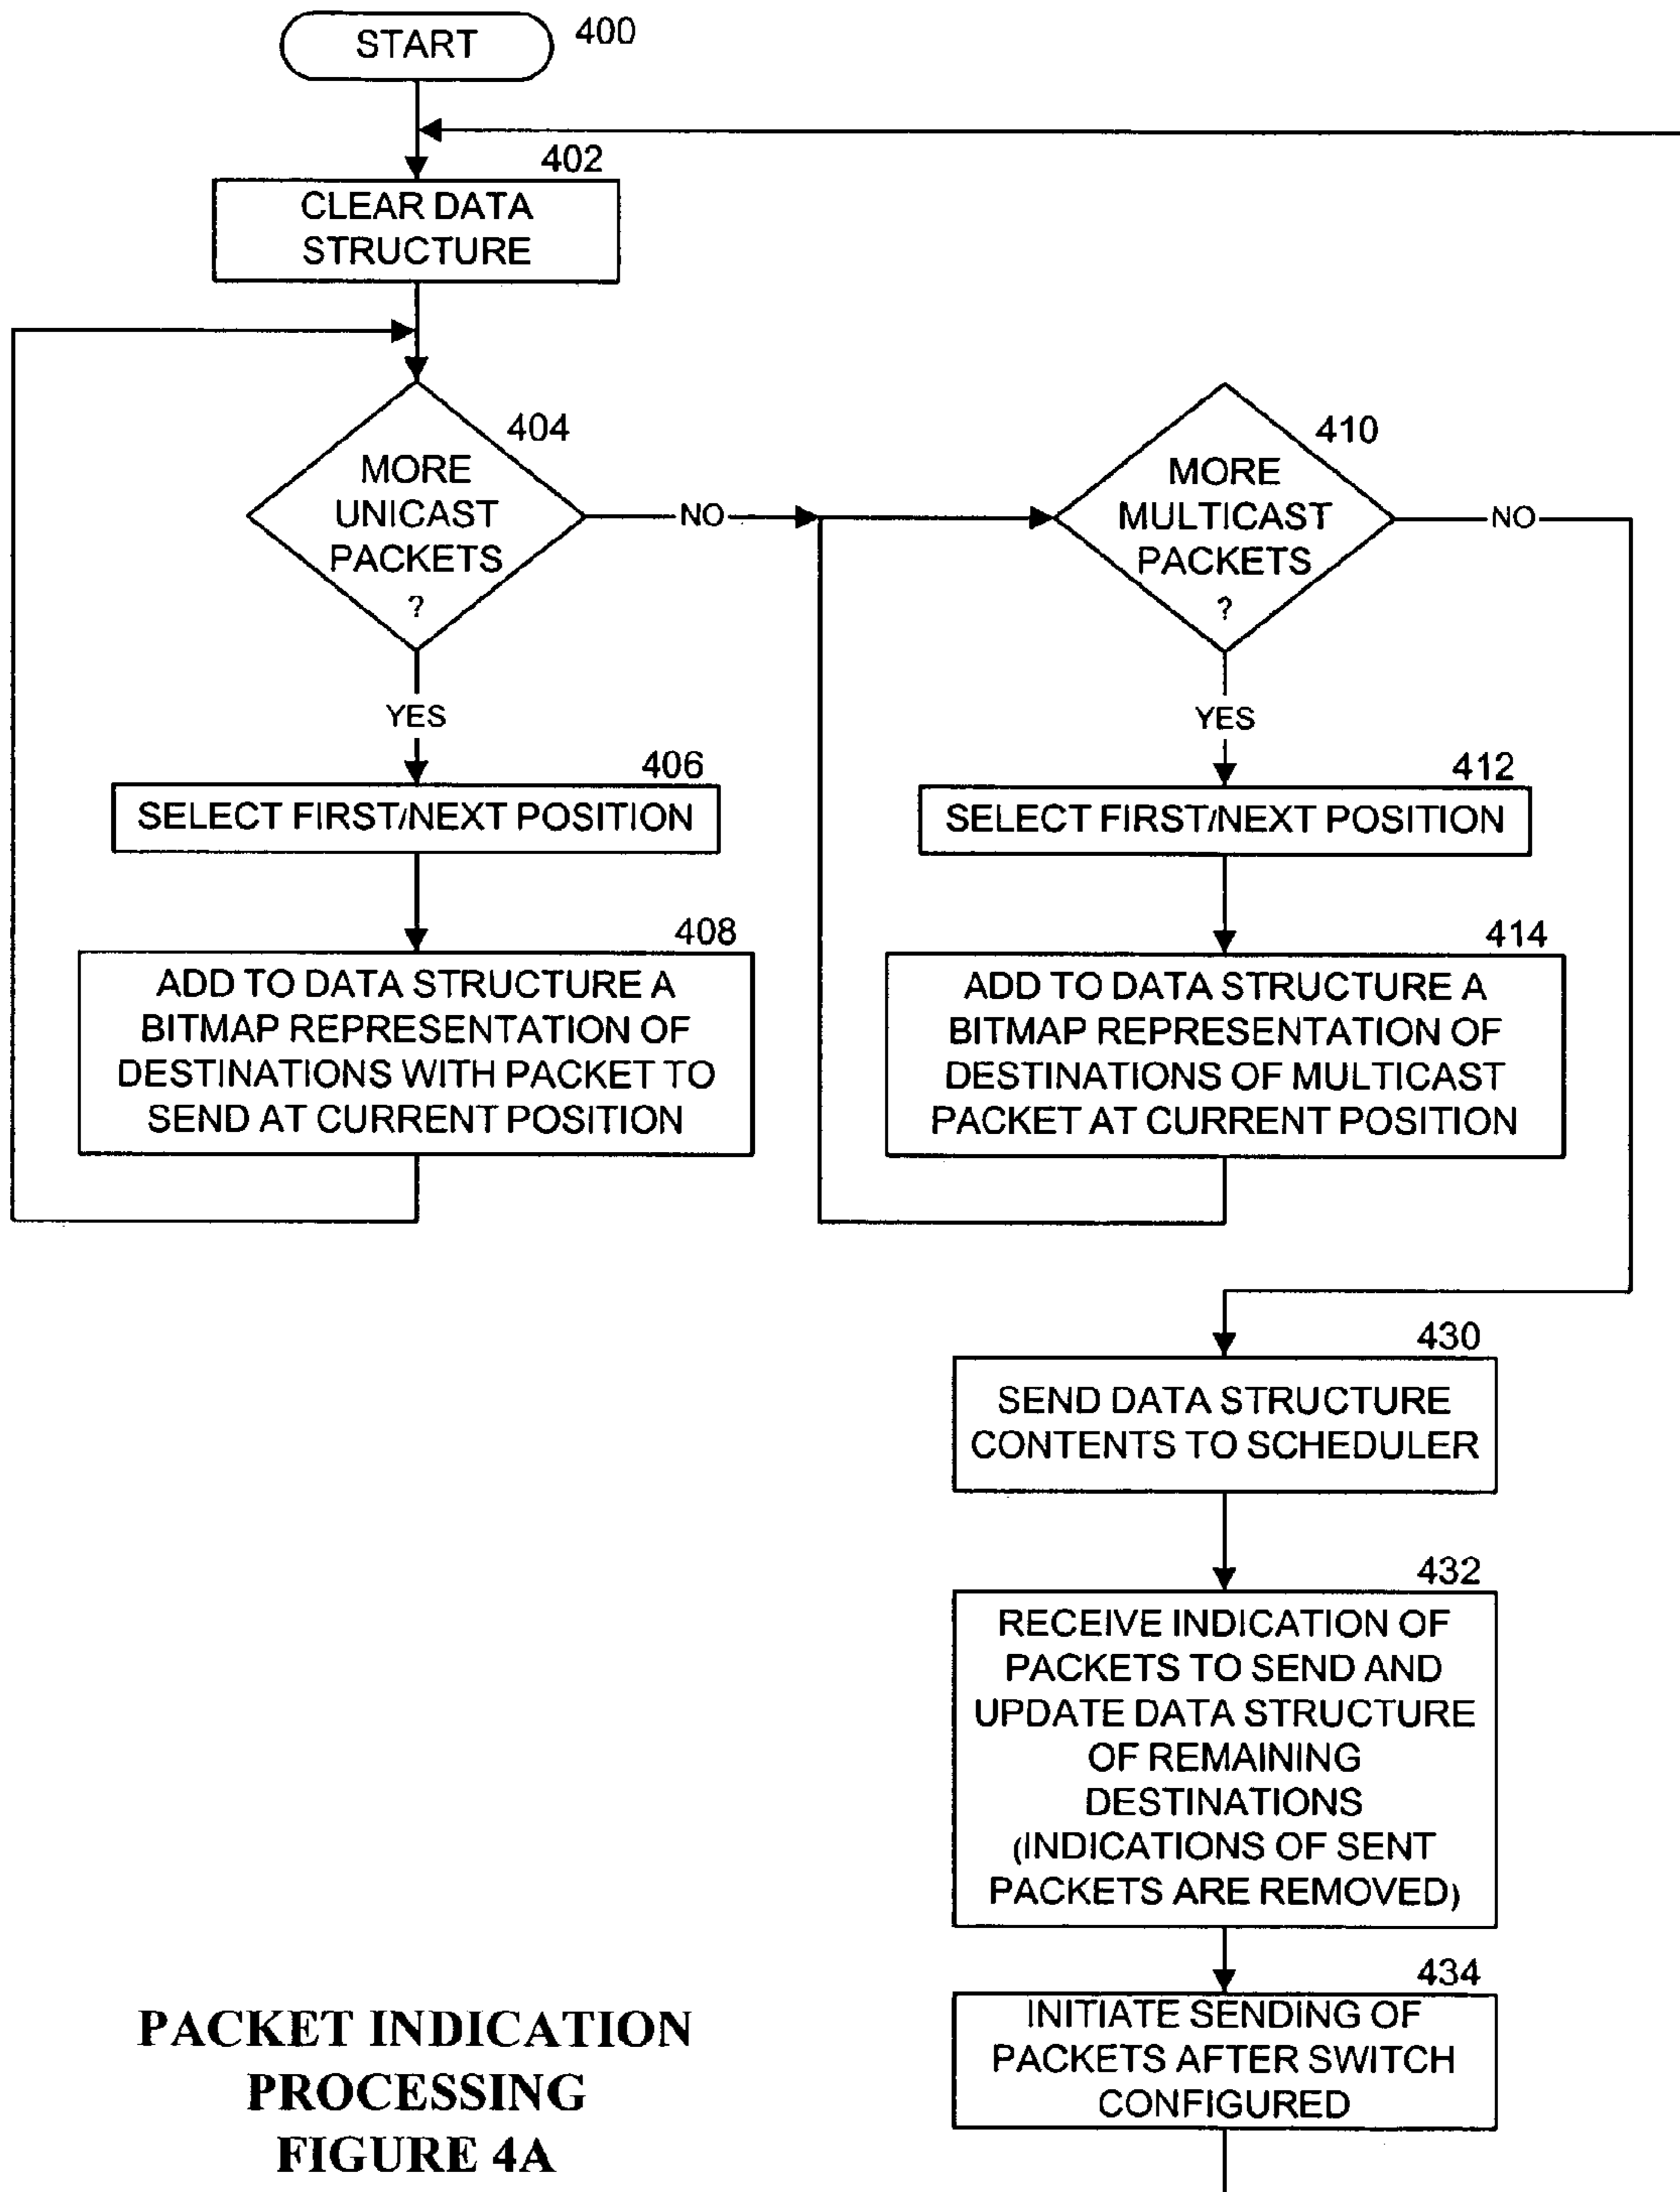 START
400
402
CLEAR DATA
STRUCTURE
404
MORE
UNICAST
PACKETS
?
NO
YES
406
SELECT FIRST/NEXT POSITION
408
ADD TO DATA STRUCTURE A
BITMAP REPRESENTATION OF
DESTINATIONS WITH PACKET TO
SEND AT CURRENT POSITION
410
MORE
MULTICAST
PACKETS
?
NO
YES
412
SELECT FIRST/NEXT POSITION
414
ADD TO DATA STRUCTURE A
BITMAP REPRESENTATION OF
DESTINATIONS OF MULTICAST
PACKET AT CURRENT POSITION
430
SEND DATA STRUCTURE
CONTENTS TO SCHEDULER
432
RECEIVE INDICATION OF
PACKETS TO SEND AND
UPDATE DATA STRUCTURE
OF REMAINING
DESTINATIONS
(INDICATIONS OF SENT
PACKETS ARE REMOVED)
434
INITIATE SENDING OF
PACKETS AFTER SWITCH
CONFIGURED
PACKET INDICATION
PROCESSING
FIGURE 4A